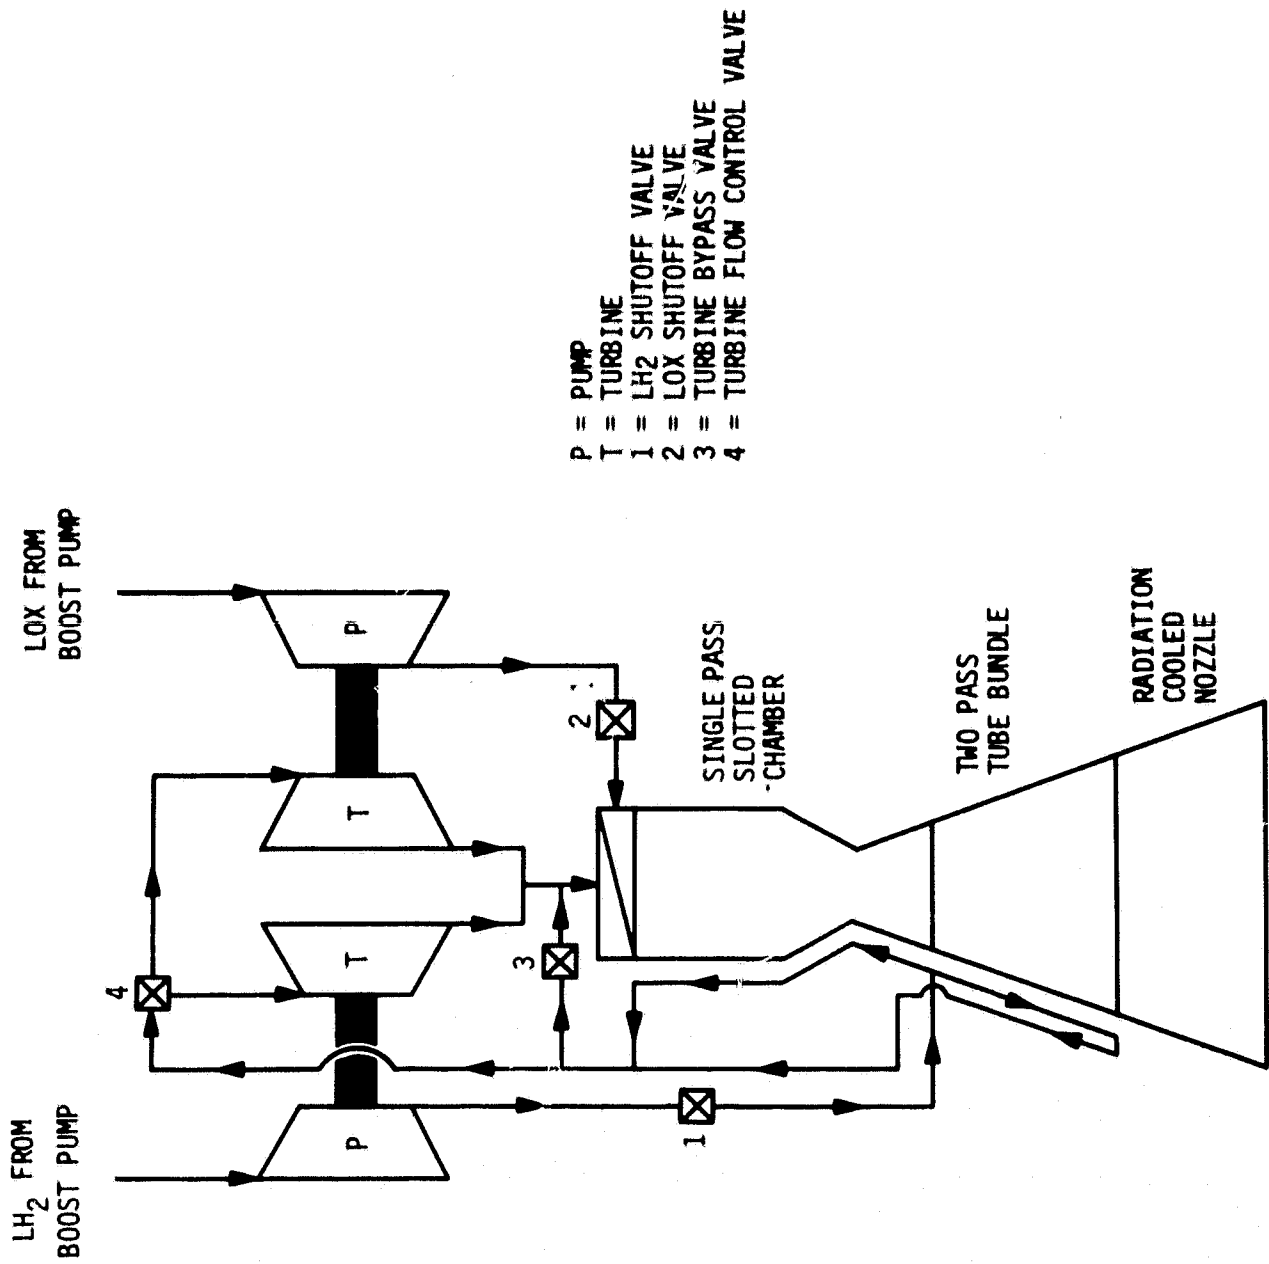 LH2 FROM
BOOST PUMP
LOX FROM
BOOST PUMP
4
P
T
T
P
3
2
1
SINGLE PASS
SLOTTED
CHAMBER
TWO PASS
TUBE BUNDLE
RADIATION
COOLED
NOZZLE
P = PUMP
T = TURBINE
1 = LH2 SHUTOFF VALVE
2 = LOX SHUTOFF VALVE
3 = TURBINE BYPASS VALVE
4 = TURBINE FLOW CONTROL VALVE